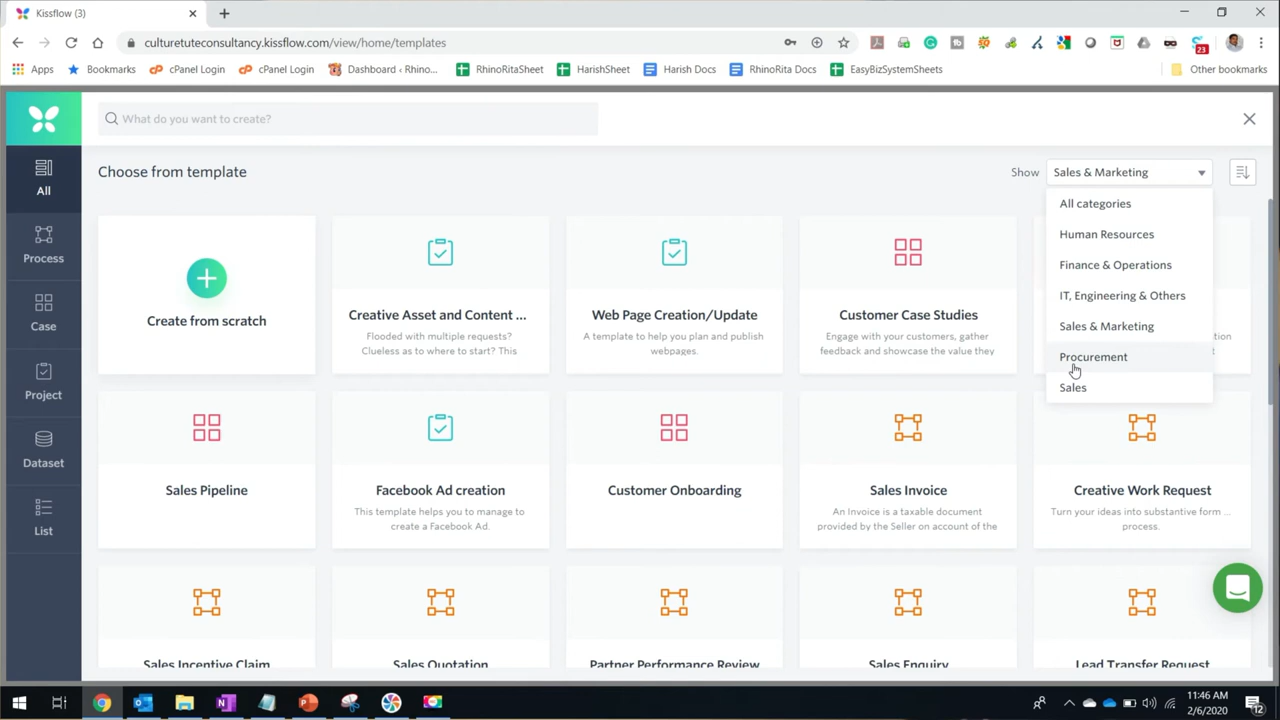 Kissflow (3)
culturetuteconsultancy.kissflow.com/view/home/templates
23
Apps
Bookmarks
cPanel Login
cPanel Login
Dashboard ‹ Rhino...
RhinoRitaSheet
HarishSheet
Harish Docs
RhinoRita Docs
EasyBizSystemSheets
Other bookmarks
What do you want to create?
All
Process
Case
Project
Dataset
List
Choose from template
Show
Sales & Marketing
All categories
Human Resources
Finance & Operations
IT, Engineering & Others
Sales & Marketing
Procurement
Sales
Create from scratch
Creative Asset and Content ...
Flooded with multiple requests?
Clueless as to where to start? This
Web Page Creation/Update
A template to help you plan and publish
webpages.
Customer Case Studies
Engage with your customers, gather
feedback and showcase the value they
Sales Pipeline
Facebook Ad creation
This template helps you to manage to
create a Facebook Ad.
Customer Onboarding
Sales Invoice
An Invoice is a taxable document
provided by the Seller on account of the
Creative Work Request
Turn your ideas into substantive form ...
process.
Sales Incentive Claim
Sales Quotation
Partner Performance Review
Sales Enquiry
Lead Transfer Request
11:46 AM
2/6/2020
12